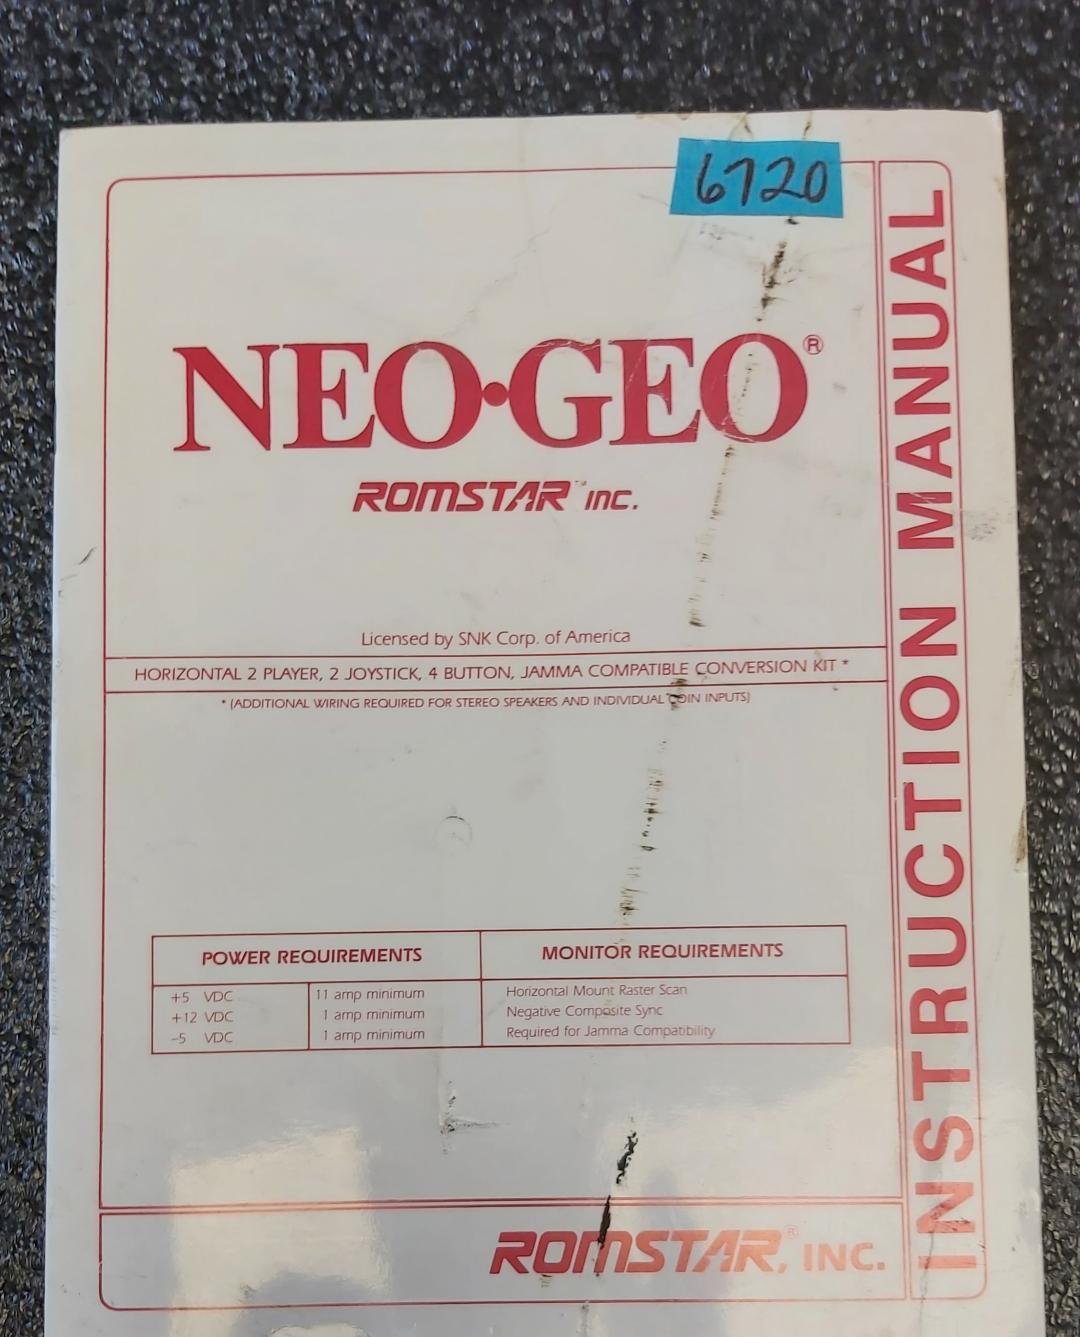 6720
NEO•GEO®
ROMSTAR™ INC.
Licensed by SNK Corp. of America
HORIZONTAL 2 PLAYER, 2 JOYSTICK, 4 BUTTON, JAMMA COMPATIBLE CONVERSION KIT *
* (ADDITIONAL WIRING REQUIRED FOR STEREO SPEAKERS AND INDIVIDUAL COIN INPUTS)
POWER REQUIREMENTS
+5 VDC 11 amp minimum
+12 VDC 1 amp minimum
-5 VDC 1 amp minimum
MONITOR REQUIREMENTS
Horizontal Mount Raster Scan
Negative Composite Sync
Required for Jamma Compatibility
ROMSTAR®, INC.
INSTRUCTION MANUAL